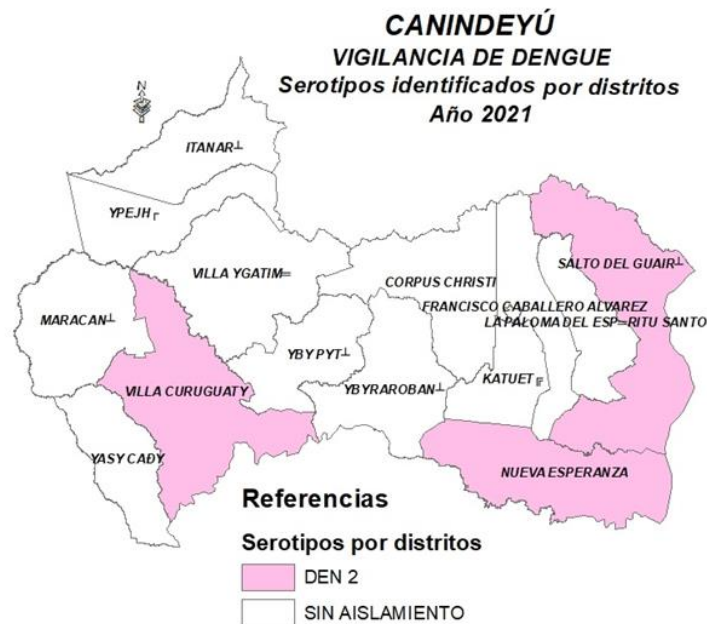 CANINDEYÚ
VIGILANCIA DE DENGUE
Serotipos identificados por distritos
Año 2021
N
ITANAR┴
YPEJH┌
VILLA YGATIM═
SALTO DEL GUAIR┴
CORPUS CHRISTI
FRANCISCO CABALLERO ALVAREZ
MARACAN┴
LA PALOMA DEL ESP═RITU SANTO
YBY PYT┴
KATUET╔
VILLA CURUGUATY
YBYRAROBAN┴
YASY CAÐY
NUEVA ESPERANZA
Referencias
Serotipos por distritos
DEN 2
SIN AISLAMIENTO